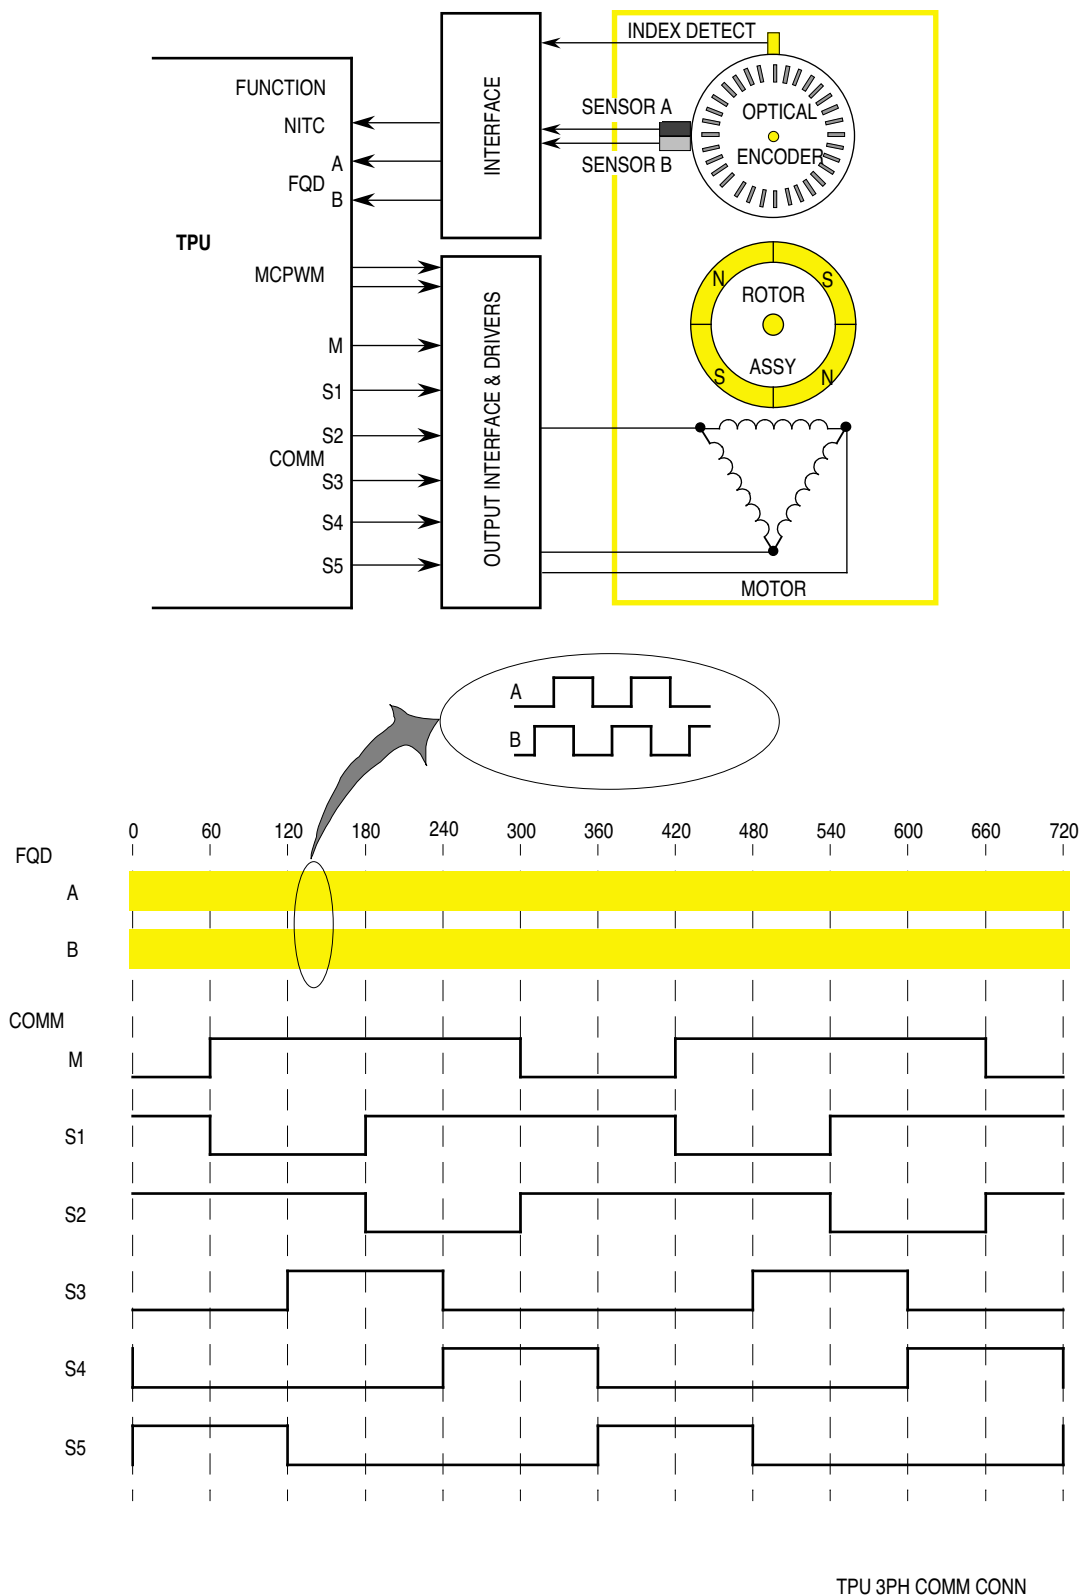 INDEX DETECT
FUNCTION
NITC
A
FQD
B
TPU
MCPWM
M
S1
S2
COMM
S3
S4
S5
INTERFACE
OUTPUT INTERFACE & DRIVERS
SENSOR A
SENSOR B
OPTICAL
ENCODER
N
S
ROTOR
ASSY
S
N
MOTOR
A
B
0 60 120 180 240 300 360 420 480 540 600 660 720
FQD
A
B
COMM
M
S1
S2
S3
S4
S5
TPU 3PH COMM CONN